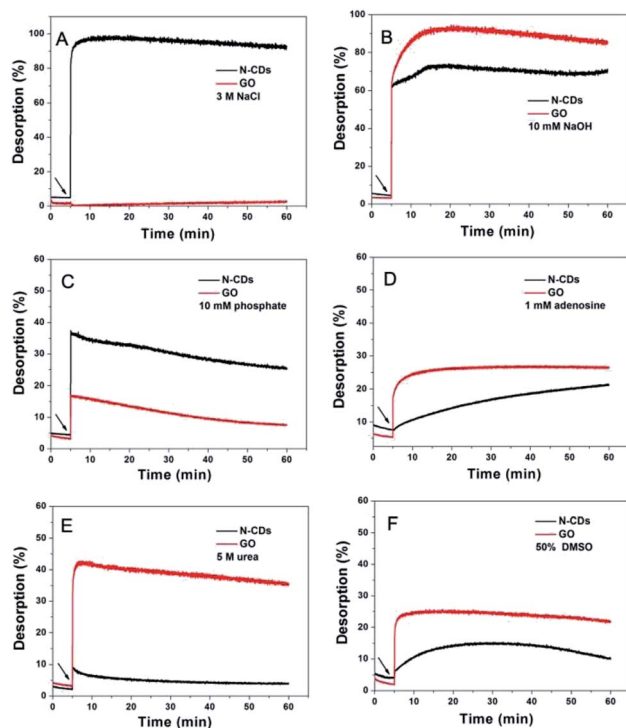 A
N-CDs
GO
3 M NaCl
Desorption (%)
100
80
60
40
20
0
0 10 20 30 40 50 60
Time (min)
B
N-CDs
GO
10 mM NaOH
Desorption (%)
100
80
60
40
20
0
0 10 20 30 40 50 60
Time (min)
C
N-CDs
GO
10 mM phosphate
Desorption (%)
60
50
40
30
20
10
0
0 10 20 30 40 50 60
Time (min)
D
N-CDs
GO
1 mM adenosine
Desorption (%)
60
50
40
30
20
10
0 10 20 30 40 50 60
Time (min)
E
N-CDs
GO
5 M urea
Desorption (%)
60
50
40
30
20
10
0
0 10 20 30 40 50 60
Time (min)
F
N-CDs
GO
50% DMSO
Desorption (%)
60
50
40
30
20
10
0
0 10 20 30 40 50 60
Time (min)